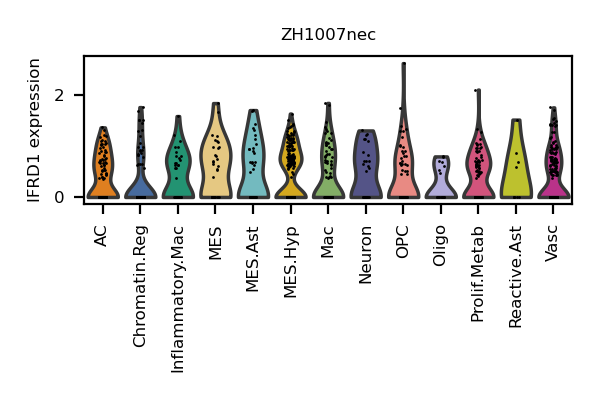 ZH1007nec
IFRD1 expression
2
0
AC
Chromatin.Reg
Inflammatory.Mac
MES
MES.Ast
MES.Hyp
Mac
Neuron
OPC
Oligo
Prolif.Metab
Reactive.Ast
Vasc